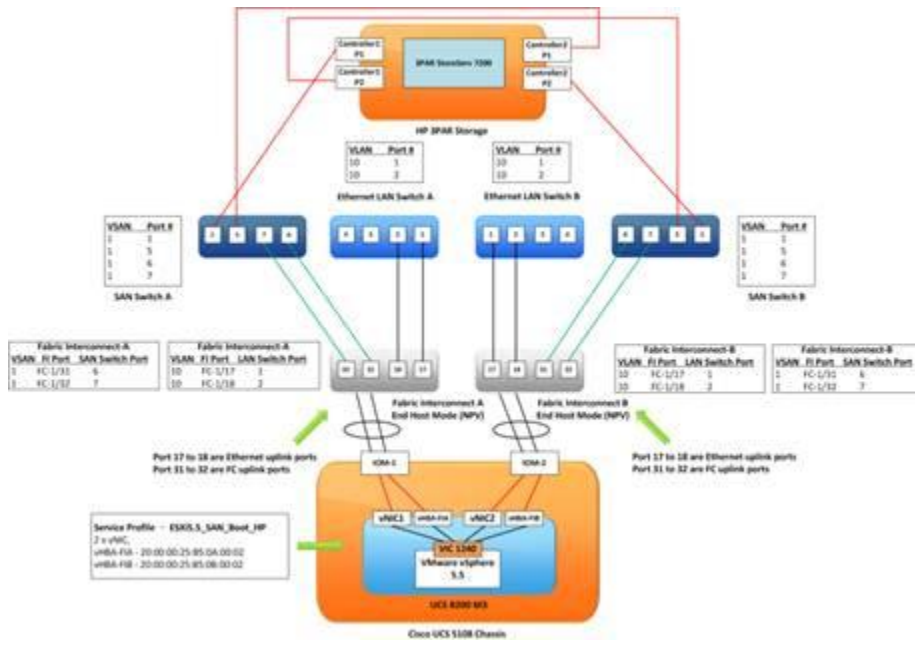 Controller1
P1
Controller1
P2
3PAR StoreServ 7200
Controller2
P1
Controller2
P2
HP 3PAR Storage
VLAN Port #
10 1
10 2
Ethernet LAN Switch A
VLAN Port #
10 1
10 2
Ethernet LAN Switch B
VSAN Port #
1 1
1 5
1 6
1 7
SAN Switch A
VSAN Port #
1 1
1 5
1 6
1 7
SAN Switch B
Fabric Interconnect-A
VSAN FI Port SAN Switch Port
1 FC-1/31 6
1 FC-1/32 7
Fabric Interconnect-A
VLAN FI Port LAN Switch Port
10 FC-1/17 1
10 FC-1/18 2
32 31 18 17
17 18 31 32
Fabric Interconnect-B
VLAN FI Port LAN Switch Port
10 FC-1/17 1
10 FC-1/18 2
Fabric Interconnect-B
VSAN FI Port SAN Switch Port
1 FC-1/31 6
1 FC-1/32 7
Fabric Interconnect A
End Host Mode (NPV)
Fabric Interconnect B
End Host Mode (NPV)
Port 17 to 18 are Ethernet uplink ports
Port 31 to 32 are FC uplink ports
Port 17 to 18 are Ethernet uplink ports
Port 31 to 32 are FC uplink ports
IOM-1
IOM-2
vNIC1 vHBA-FIA vNIC2 vHBA-FIB
Service Profile - ESXi5.5_SAN_Boot_HP
2 x vNIC,
vHBA-FIA - 20:00:00:25:B5:0A:00:02
vHBA-FIB - 20:00:00:25:B5:0B:00:02
VIC 1240
VMware vSphere
5.5
UCS B200 M3
Cisco UCS 5108 Chassis